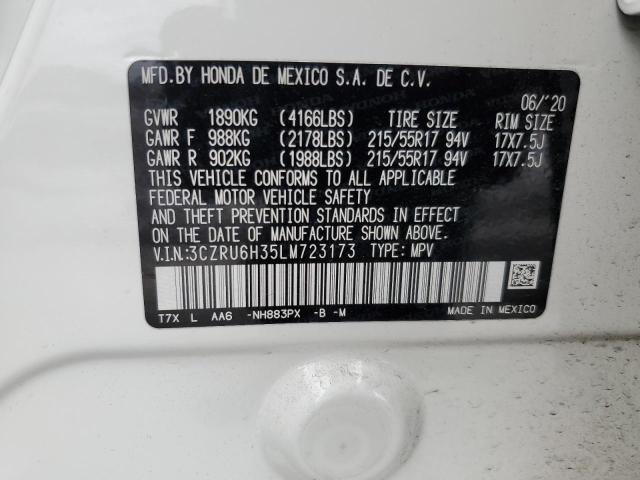 MFD.BY HONDA DE MEXICO S.A. DE C.V.
06/'20
GVWR 1890KG (4166LBS) TIRE SIZE RIM SIZE
GAWR F 988KG (2178LBS) 215/55R17 94V 17X7.5J
GAWR R 902KG (1988LBS) 215/55R17 94V 17X7.5J
THIS VEHICLE CONFORMS TO ALL APPLICABLE
FEDERAL MOTOR VEHICLE SAFETY
AND THEFT PREVENTION STANDARDS IN EFFECT
ON THE DATE OF MANUFACTURE SHOWN ABOVE.
V.I.N:3CZRU6H35LM723173 TYPE: MPV
T7X L AA6 -NH883PX -B -M
MADE IN MEXICO